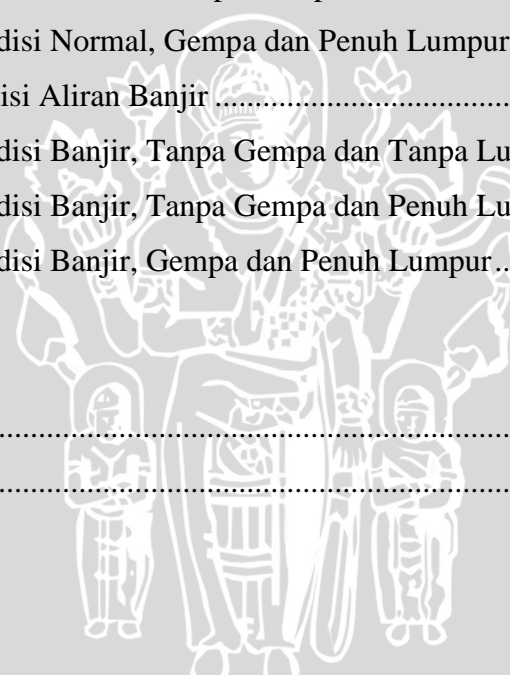 disi Normal, Gempa dan Penuh Lumpur
isi Aliran Banjir ...................................
disi Banjir, Tanpa Gempa dan Tanpa Lu
disi Banjir, Tanpa Gempa dan Penuh Lu
disi Banjir, Gempa dan Penuh Lumpur ..
................................................................
................................................................